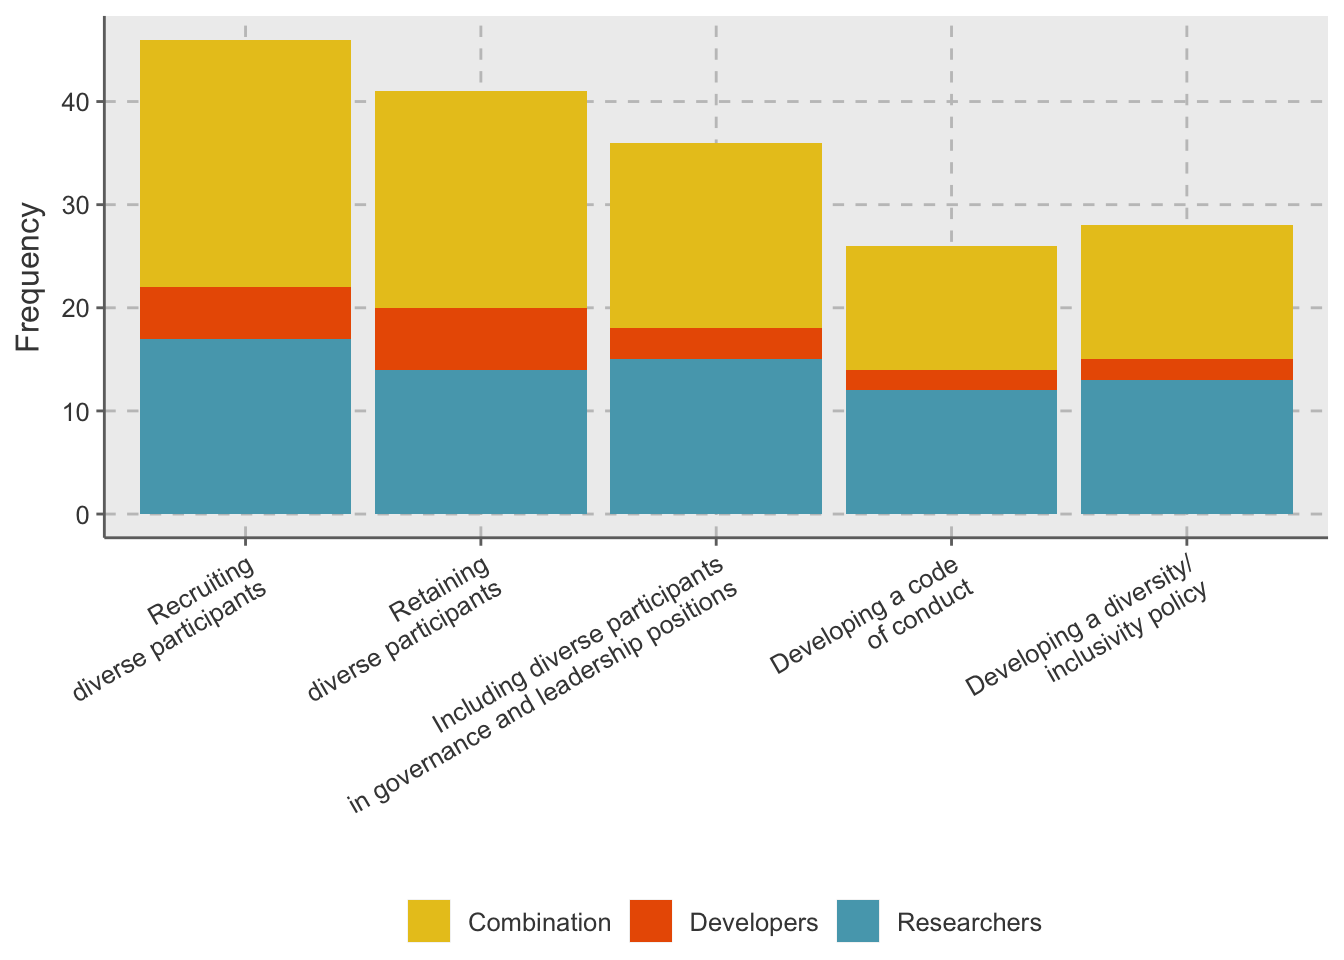 Frequency
40
30
20
10
0
Recruiting
diverse participants
Retaining
diverse participants
Including diverse participants
in governance and leadership positions
Developing a code
of conduct
Developing a diversity/
inclusivity policy
Combination
Developers
Researchers